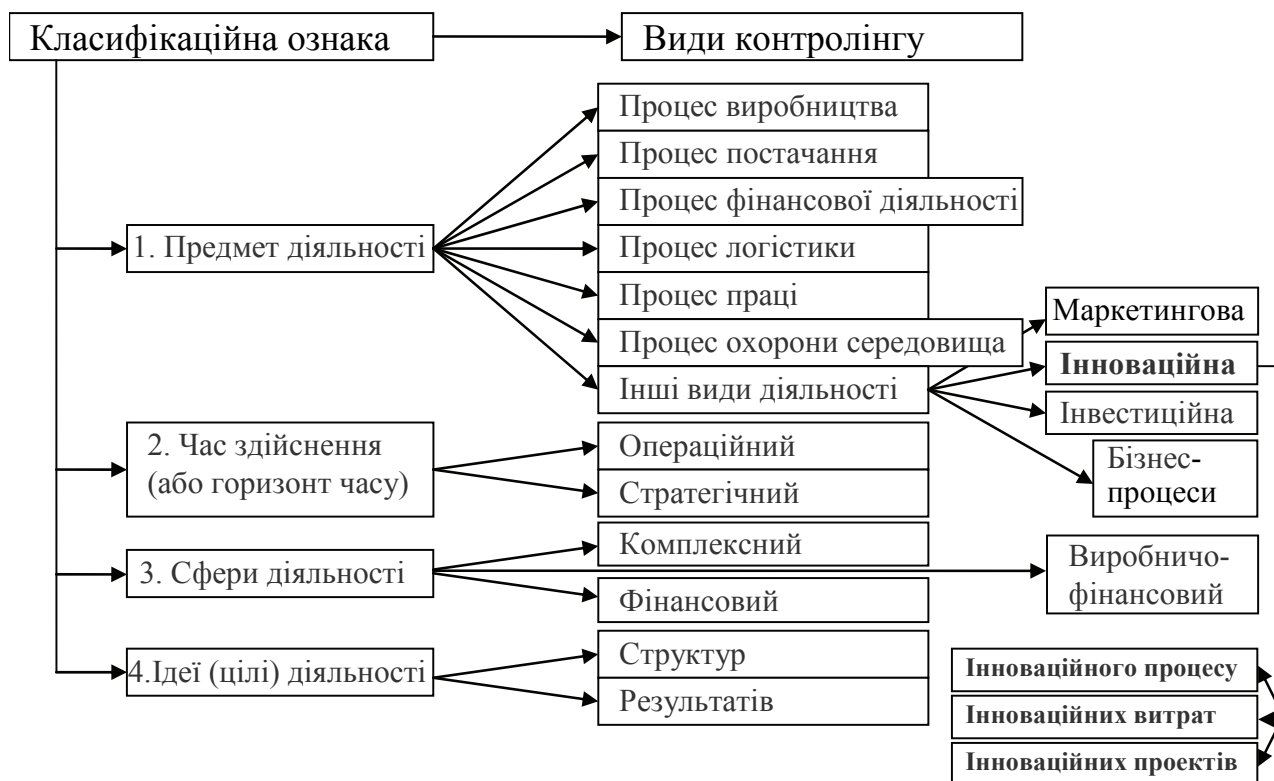 Класифікаційна ознака
Види контролінгу
Процес виробництва
Процес постачання
Процес фінансової діяльності
1. Предмет діяльності
Процес логістики
Процес праці
Процес охорони середовища
Інші види діяльності
Маркетингова
Інноваційна
Інвестиційна
Бізнес-
процеси
2. Час здійснення
(або горизонт часу)
Операційний
Стратегічний
3. Сфери діяльності
Комплексний
Фінансовий
Виробничо-
фінансовий
4.Ідеї (цілі) діяльності
Структур
Результатів
Інноваційного процесу
Інноваційних витрат
Інноваційних проектів